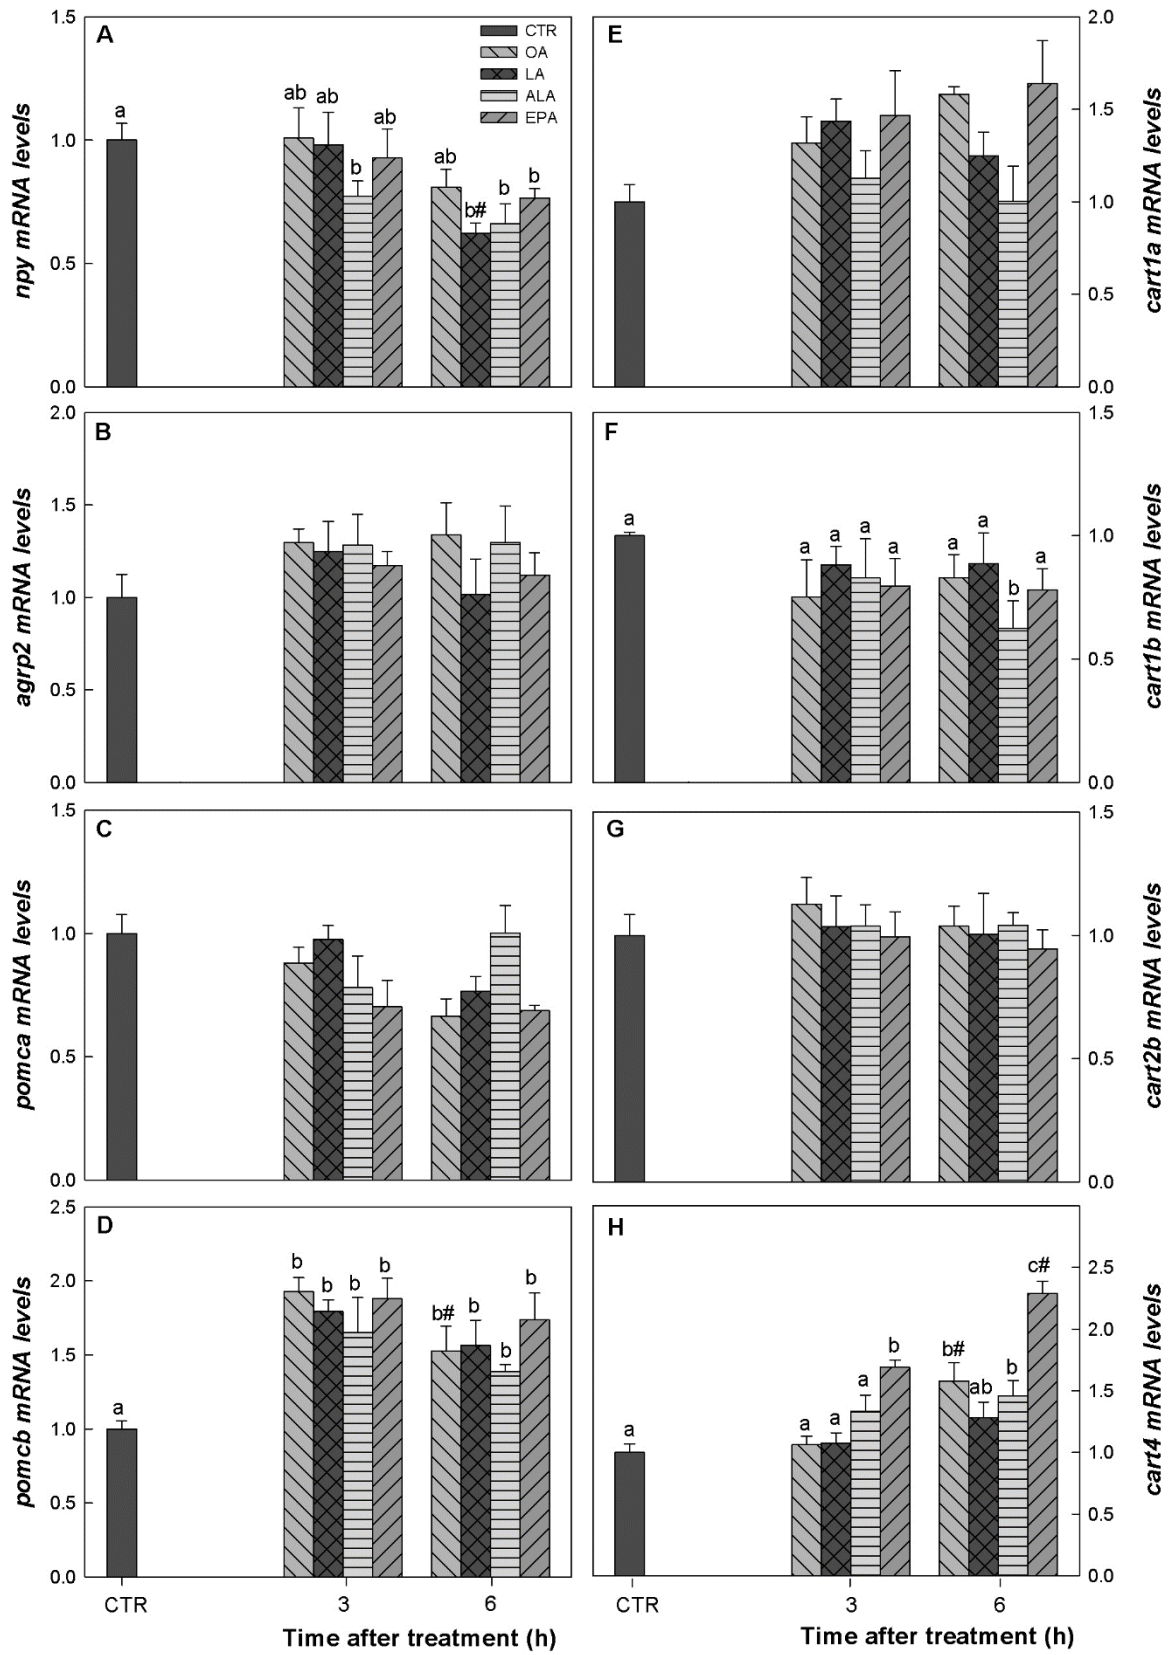 A
CTR
OA
LA
ALA
EPA
npy mRNA levels
1.5
1.0
0.5
0.0
a
ab
ab
b
ab
ab
b#
b
b
E
cart1a mRNA levels
2.0
1.5
1.0
0.5
0.0
B
agrp2 mRNA levels
2.0
1.5
1.0
0.5
0.0
F
cart1b mRNA levels
1.5
1.0
0.5
0.0
a
a
a
a
a
a
a
b
a
C
pomca mRNA levels
1.5
1.0
0.5
0.0
G
cart2b mRNA levels
1.5
1.0
0.5
0.0
D
pomcb mRNA levels
2.5
2.0
1.5
1.0
0.5
0.0
a
b
b
b
b
b#
b
b
b
CTR
3
6
Time after treatment (h)
H
cart4 mRNA levels
2.5
2.0
1.5
1.0
0.5
0.0
a
a
a
a
b
b#
ab
b
c#
CTR
3
6
Time after treatment (h)